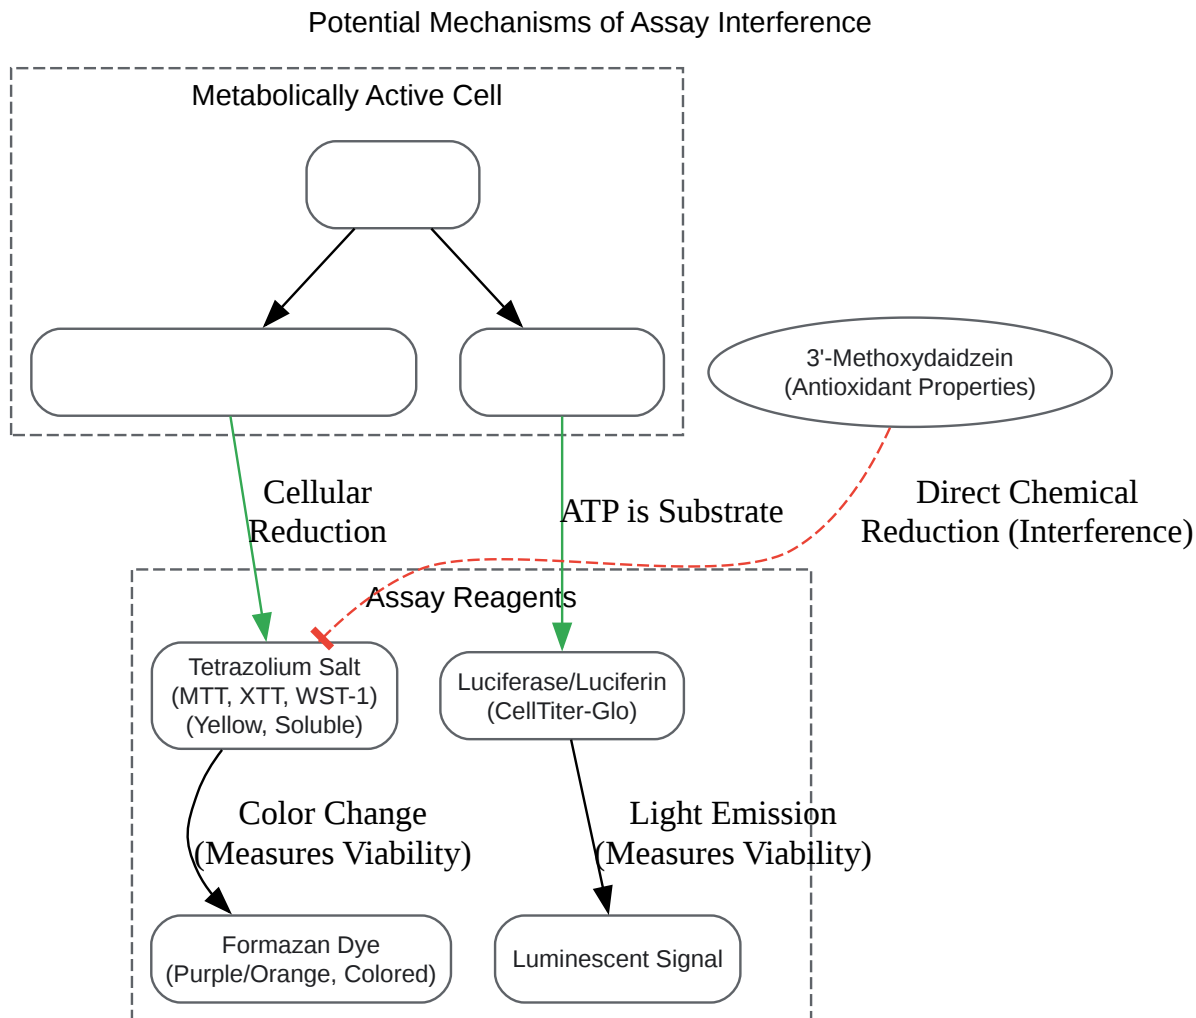 Potential Mechanisms of Assay Interference
Metabolically Active Cell
3'-Methoxydaidzein
(Antioxidant Properties)
Cellular
Reduction
ATP is Substrate
Direct Chemical
Reduction (Interference)
Assay Reagents
Tetrazolium Salt
(MTT, XTT, WST-1)
(Yellow, Soluble)
Luciferase/Luciferin
(CellTiter-Glo)
Color Change
(Measures Viability)
Light Emission
(Measures Viability)
Formazan Dye
(Purple/Orange, Colored)
Luminescent Signal